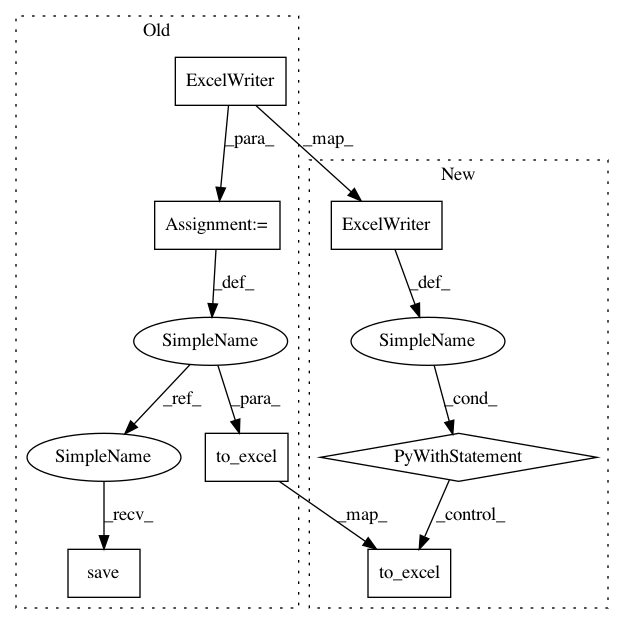 Old
ExcelWriter
_para_
_map_
New
Assignment:=
ExcelWriter
_def_
_def_
SimpleName
SimpleName
_ref_
_para_
_cond_
SimpleName
to_excel
PyWithStatement
_recv_
_map_
_control_
save
to_excel